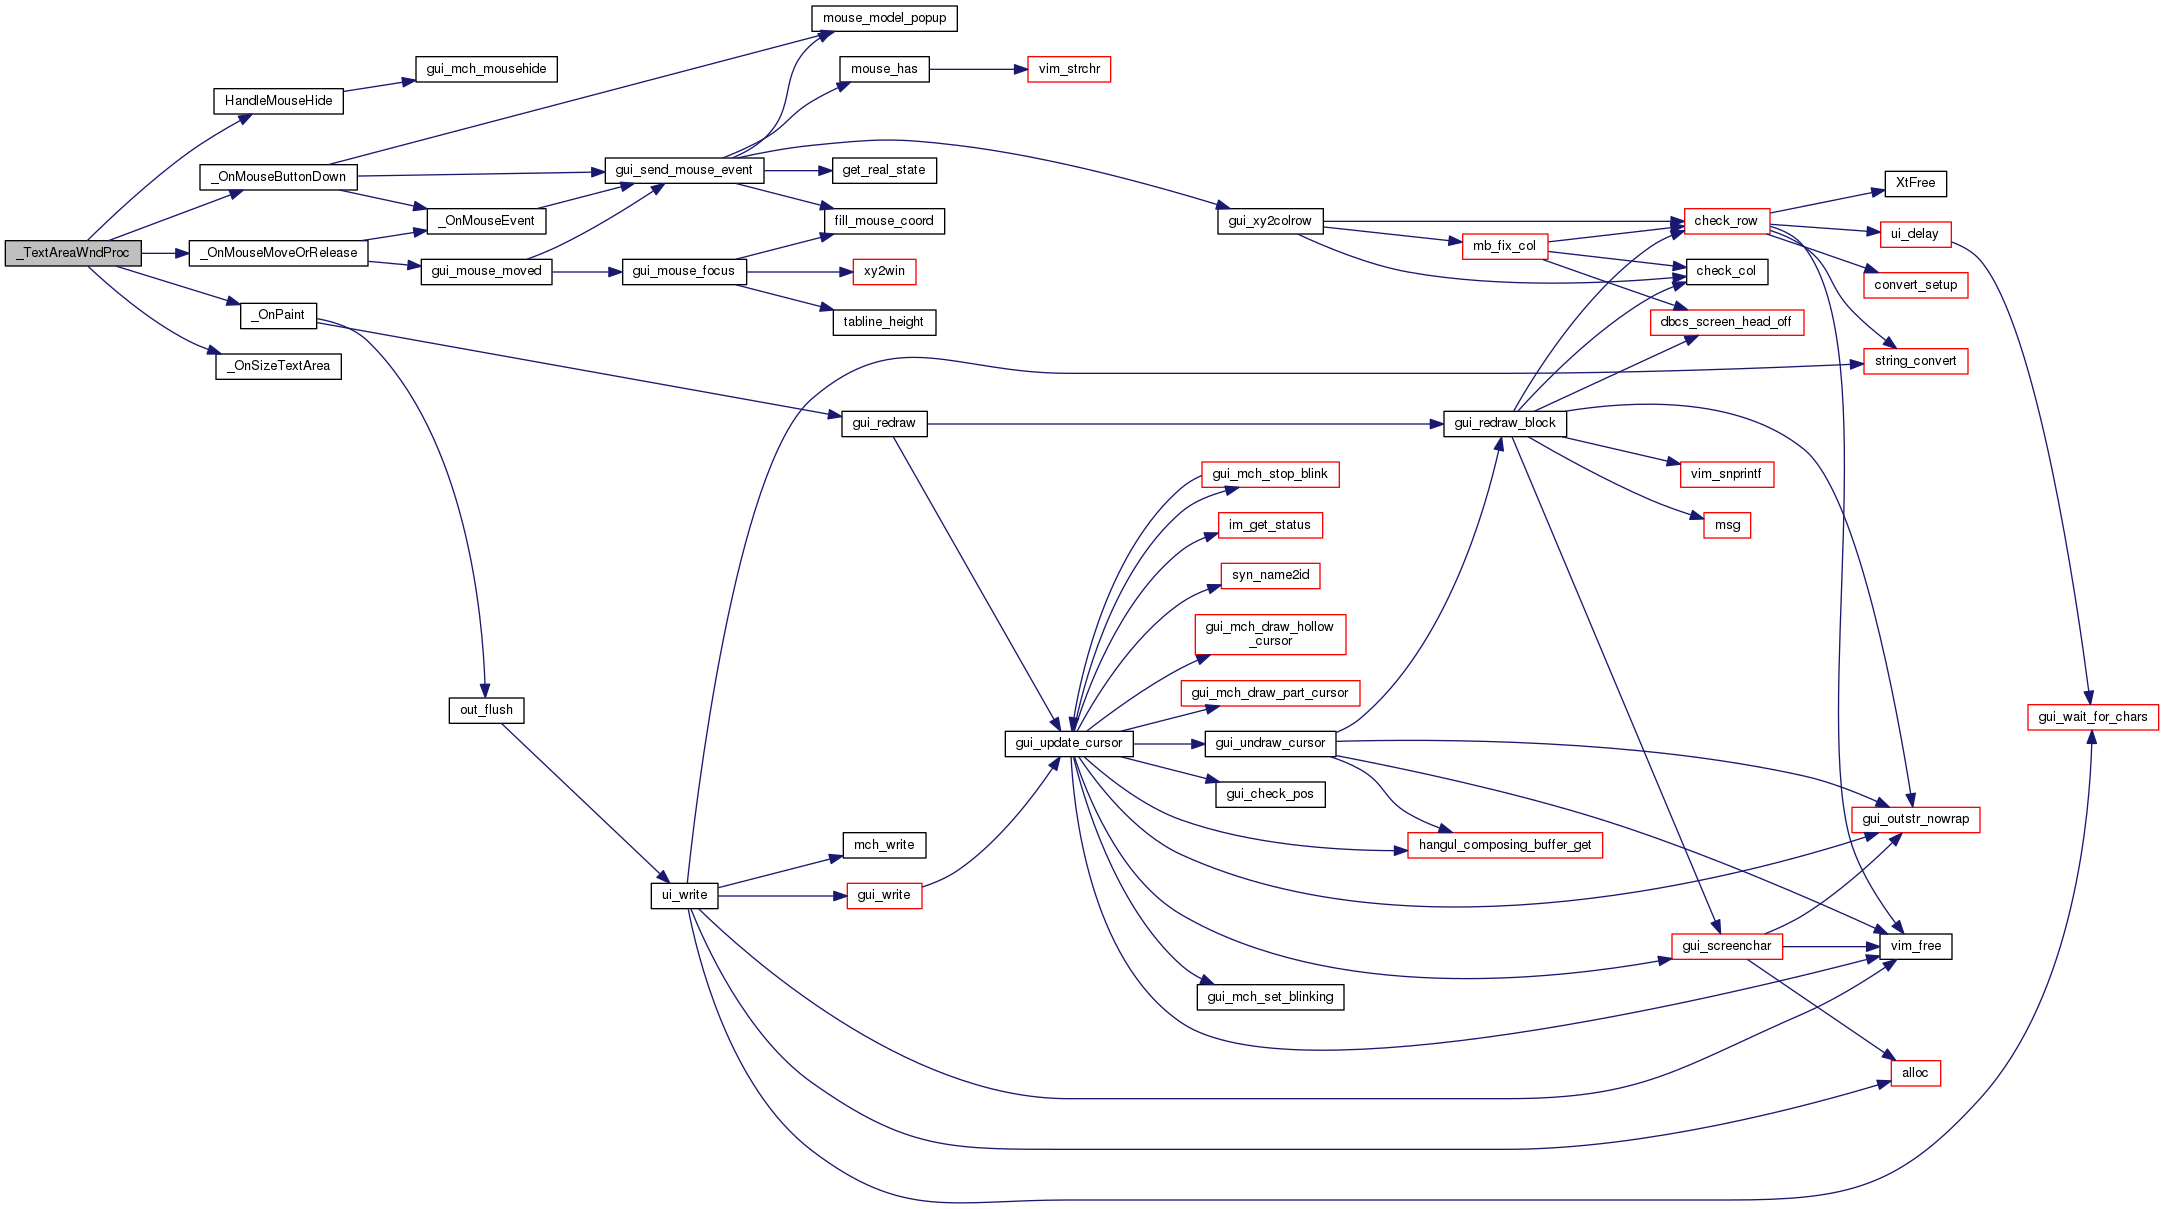 mouse_model_popup
gui_mch_mousehide
mouse_has
vim_strchr
HandleMouseHide
_OnMouseButtonDown
gui_send_mouse_event
get_real_state
XtFree
_OnMouseEvent
fill_mouse_coord
gui_xy2colrow
check_row
ui_delay
_TextAreaWndProc
_OnMouseMoveOrRelease
mb_fix_col
gui_mouse_moved
gui_mouse_focus
xy2win
check_col
convert_setup
_OnPaint
tabline_height
dbcs_screen_head_off
_OnSizeTextArea
string_convert
gui_redraw
gui_redraw_block
gui_mch_stop_blink
vim_snprintf
im_get_status
msg
syn_name2id
gui_mch_draw_hollow
_cursor
gui_mch_draw_part_cursor
out_flush
gui_wait_for_chars
gui_update_cursor
gui_undraw_cursor
gui_check_pos
gui_outstr_nowrap
mch_write
hangul_composing_buffer_get
ui_write
gui_write
gui_screenchar
vim_free
gui_mch_set_blinking
alloc